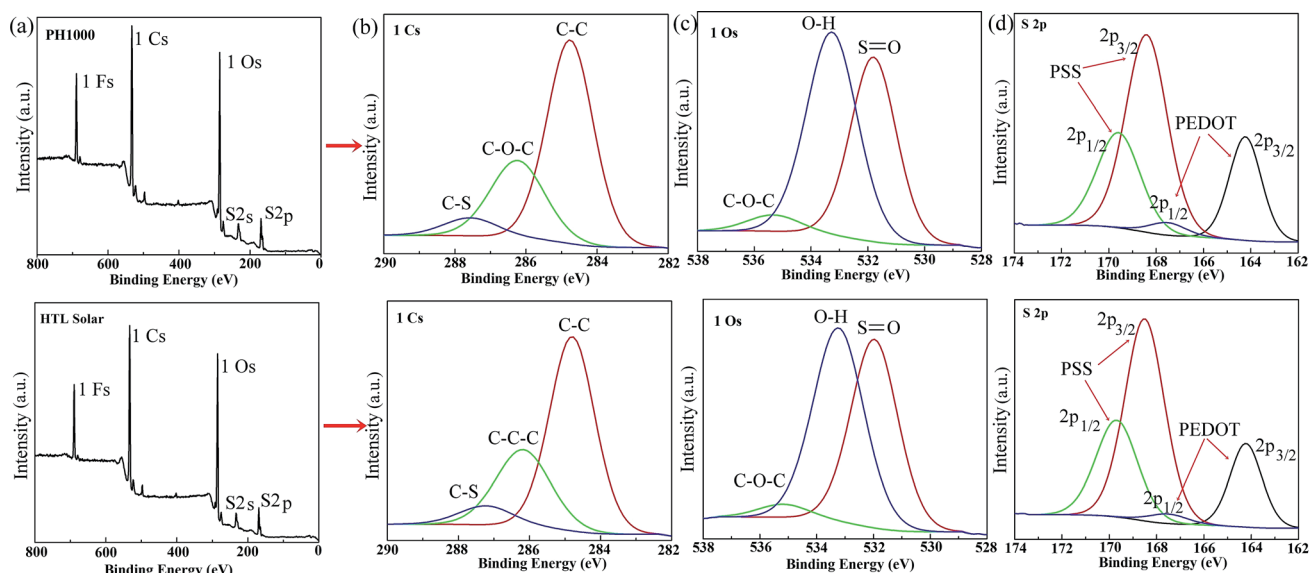 (a)
PH1000
1 Fs
1 Cs
1 Os
S2s
S2p
Intensity (a.u.)
800 600 400 200 0
Binding Energy (eV)
(b)
1 Cs
C-C
C-O-C
C-S
Intensity (a.u.)
290 288 286 284 282
Binding Energy (eV)
(c)
1 Os
O-H
S=O
C-O-C
Intensity (a.u.)
538 536 534 532 530 528
Binding Energy (eV)
(d)
S 2p
2p3/2
PSS
2p1/2
PEDOT
2p1/2
2p3/2
Intensity (a.u.)
174 172 170 168 166 164 162
Binding Energy (eV)
HTL Solar
1 Fs
1 Cs
1 Os
S2s
S2p
Intensity (a.u.)
800 600 400 200 0
Binding Energy (eV)
1 Cs
C-C
C-C-C
C-S
Intensity (a.u.)
290 288 286 284 282
Binding Energy (eV)
1 Os
O-H
S=O
C-O-C
Intensity (a.u.)
538 536 534 532 530 528
Binding Energy (eV)
S 2p
2p3/2
PSS
2p1/2
PEDOT
2p1/2
2p3/2
Intensity (a.u.)
174 172 170 168 166 164 162
Binding Energy (eV)